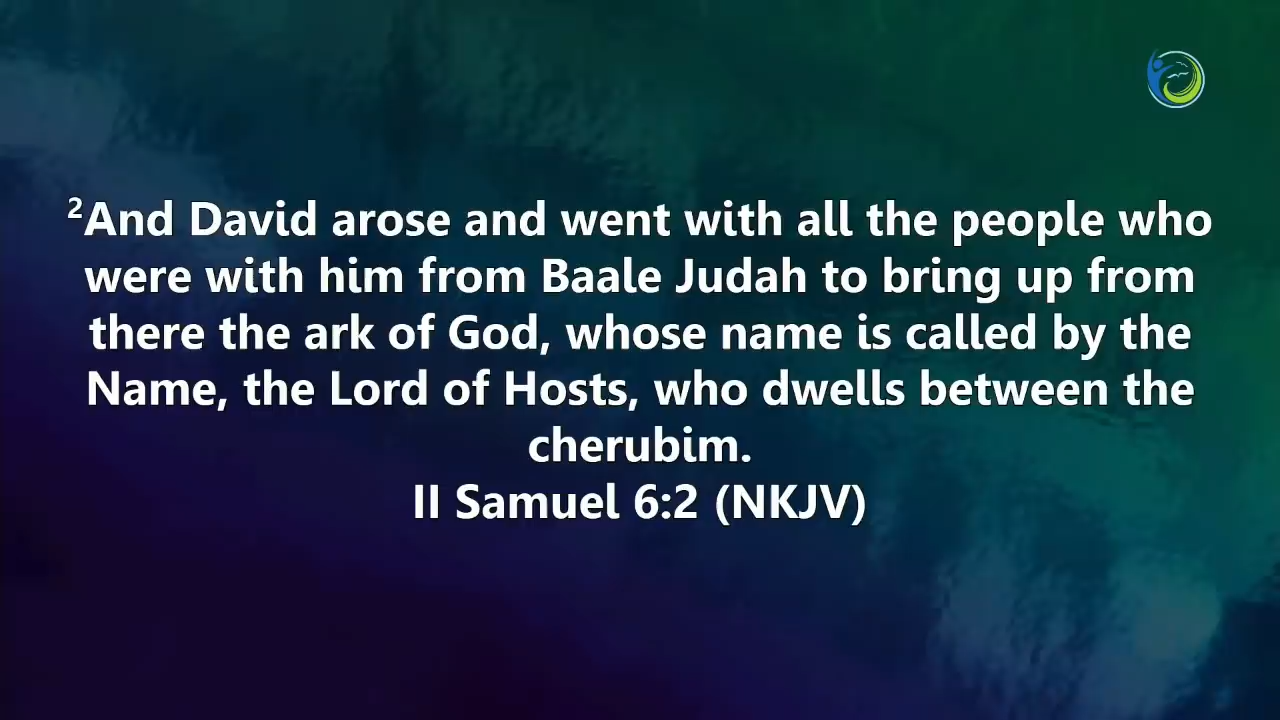 ²And David arose and went with all the people who
were with him from Baale Judah to bring up from
there the ark of God, whose name is called by the
Name, the Lord of Hosts, who dwells between the
cherubim.
II Samuel 6:2 (NKJV)